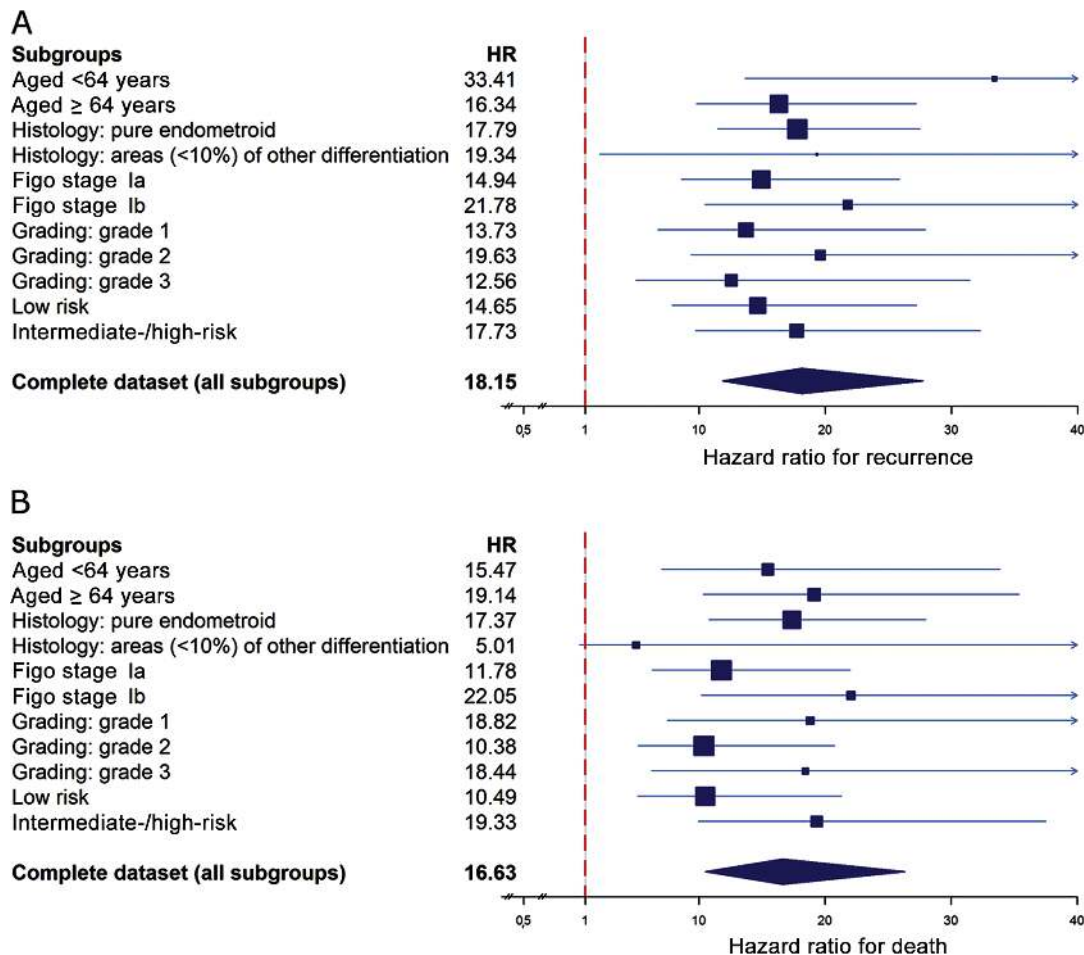 A
Subgroups HR
Aged <64 years 33.41
Aged ≥ 64 years 16.34
Histology: pure endometroid 17.79
Histology: areas (<10%) of other differentiation 19.34
Figo stage Ia 14.94
Figo stage Ib 21.78
Grading: grade 1 13.73
Grading: grade 2 19.63
Grading: grade 3 12.56
Low risk 14.65
Intermediate-/high-risk 17.73
Complete dataset (all subgroups) 18.15
0,5 1 10 20 30 40
Hazard ratio for recurrence
B
Subgroups HR
Aged <64 years 15.47
Aged ≥ 64 years 19.14
Histology: pure endometroid 17.37
Histology: areas (<10%) of other differentiation 5.01
Figo stage Ia 11.78
Figo stage Ib 22.05
Grading: grade 1 18.82
Grading: grade 2 10.38
Grading: grade 3 18.44
Low risk 10.49
Intermediate-/high-risk 19.33
Complete dataset (all subgroups) 16.63
0,5 1 10 20 30 40
Hazard ratio for death